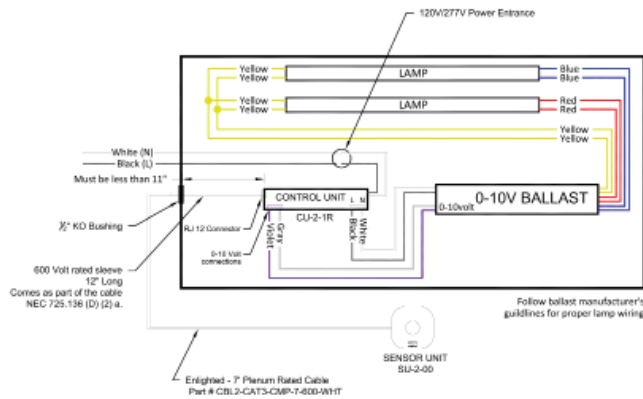 120V/277V Power Entrance
Yellow
Yellow
LAMP
Blue
Blue
Yellow
Yellow
LAMP
Red
Red
Yellow
Yellow
White (N)
Black (L)
Must be less than 11"
CONTROL UNIT
L N
CU-2-1R
0-10V BALLAST
0-10volt
½" KO Bushing
RJ 12 Connector
0-10 Volt
connections
Violet
Gray
Black
White
600 Volt rated sleeve
12" Long
Comes as part of the cable
NEC 725.136 (D) (2) a.
Follow ballast manufacturer's
guildlines for proper lamp wiring
SENSOR UNIT
SU-2-00
Enlighted - 7' Plenum Rated Cable
Part # CBL2-CAT3-CMP-7-600-WHT